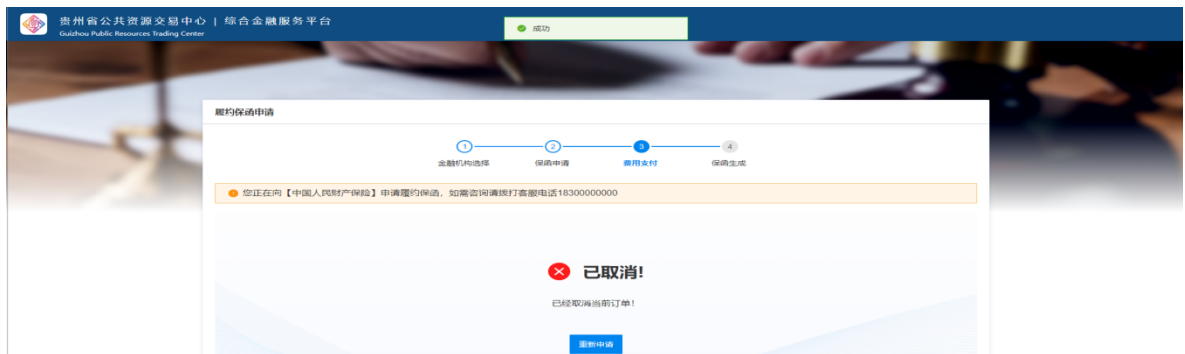 贵州省公共资源交易中心 | 综合金融服务平台
Guizhou Public Resources Trading Center
成功
履约保函申请
1 2 3 4
金融机构选择 保函申请 费用支付 保函生成
您正在向【中国人民财产保险】申请履约保函，如需咨询请拨打客服电话18300000000
已取消!
已经取消当前订单!
重新申请